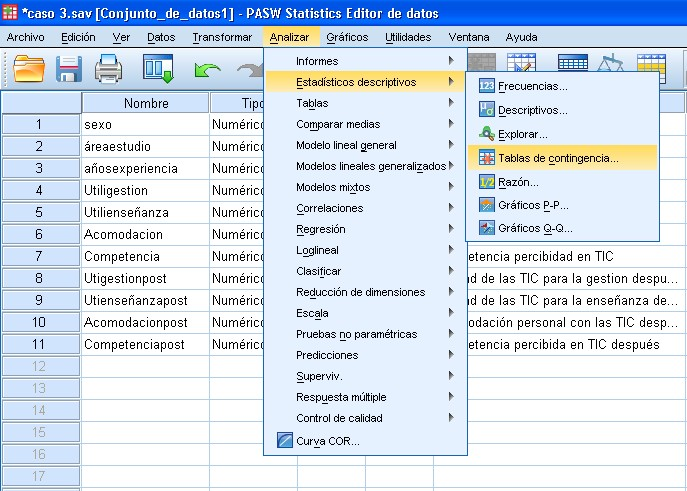 *caso 3.sav [Conjunto_de_datos1] - PASW Statistics Editor de datos
Archivo Edición Ver Datos Transformar Analizar Gráficos Utilidades Ventana Ayuda
Nombre Tipo
1 sexo Numérico
2 áreaestudio Numérico
3 añosexperiencia Numérico
4 Utiligestion Numérico
5 Utilienseñanza Numérico
6 Acomodacion Numérico
7 Competencia Numérico etencia percibidad en TIC
8 Utigestionpost Numérico ad de las TIC para la gestion despu...
9 Utienseñanzapost Numérico ad de las TIC para la enseñanza de...
10 Acomodacionpost Numérico odación personal con las TIC desp...
11 Competenciapost Numérico etencia percibida en TIC después
12
13
14
15
16
17
Informes
Estadísticos descriptivos
Tablas
Comparar medias
Modelo lineal general
Modelos lineales generalizados
Modelos mixtos
Correlaciones
Regresión
Loglineal
Clasificar
Reducción de dimensiones
Escala
Pruebas no paramétricas
Predicciones
Superviv.
Respuesta múltiple
Control de calidad
Curva COR...
123 Frecuencias...
Descriptivos...
Explorar...
Tablas de contingencia...
1/2 Razón...
Gráficos P-P...
Gráficos Q-Q...